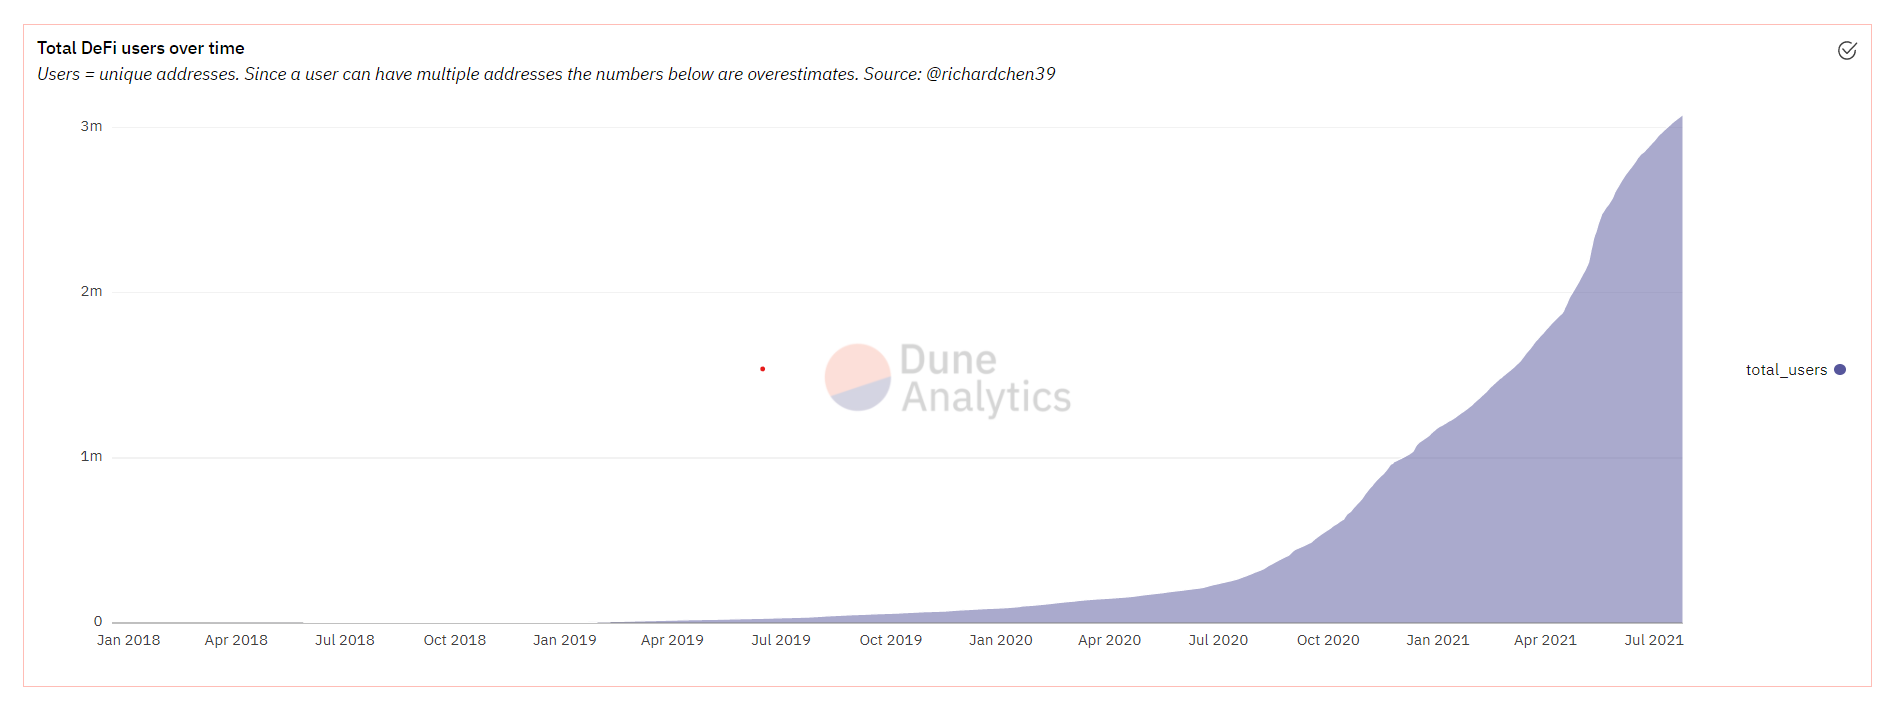 Total DeFi users over time
Users = unique addresses. Since a user can have multiple addresses the numbers below are overestimates. Source: @richardchen39
3m
2m
1m
0
Dune
Analytics
total_users
Jan 2018 Apr 2018 Jul 2018 Oct 2018 Jan 2019 Apr 2019 Jul 2019 Oct 2019 Jan 2020 Apr 2020 Jul 2020 Oct 2020 Jan 2021 Apr 2021 Jul 2021